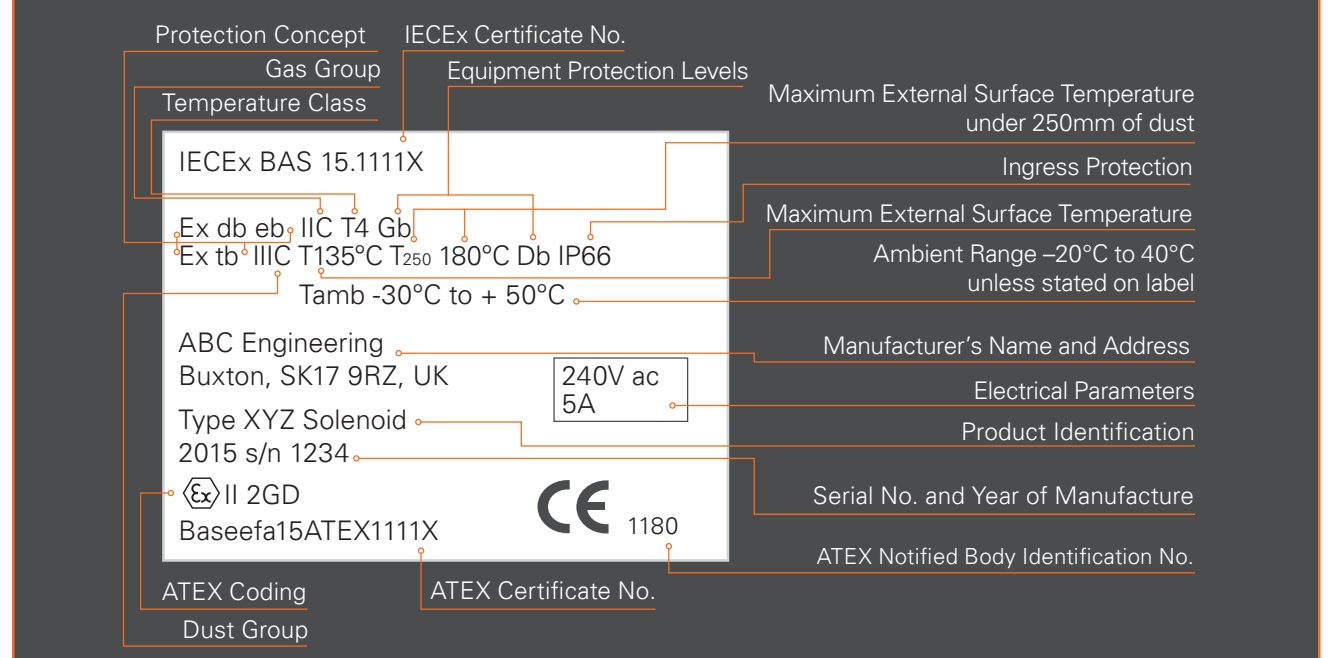 Protection Concept
IECEx Certificate No.
Gas Group
Equipment Protection Levels
Temperature Class
Maximum External Surface Temperature
under 250mm of dust
IECEx BAS 15.1111X
Ingress Protection
Ex db eb IIC T4 Gb
Maximum External Surface Temperature
Ex tb IIIC T135°C T250 180°C Db IP66
Ambient Range –20°C to 40°C
unless stated on label
Tamb -30°C to + 50°C
ABC Engineering
Manufacturer’s Name and Address
Buxton, SK17 9RZ, UK
240V ac
5A
Electrical Parameters
Type XYZ Solenoid
Product Identification
2015 s/n 1234
Ex II 2GD
Serial No. and Year of Manufacture
Baseefa15ATEX1111X
CE 1180
ATEX Notified Body Identification No.
ATEX Coding
ATEX Certificate No.
Dust Group